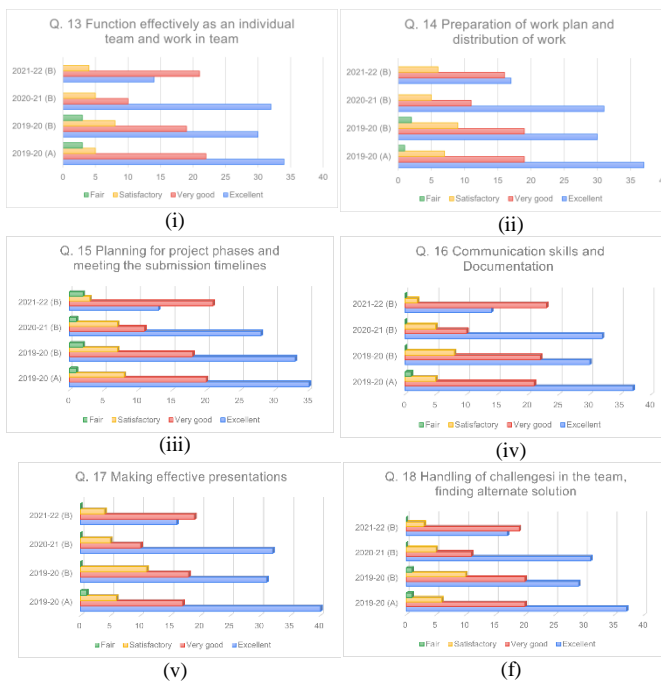 Q. 13 Function effectively as an individual
team and work in team
2021-22 (B)
2020-21 (B)
2019-20 (B)
2019-20 (A)
0 5 10 15 20 25 30 35 40
Fair Satisfactory Very good Excellent
(i)
Q. 14 Preparation of work plan and
distribution of work
2021-22 (B)
2020-21 (B)
2019-20 (B)
2019-20 (A)
0 5 10 15 20 25 30 35 40
Fair Satisfactory Very good Excellent
(ii)
Q. 15 Planning for project phases and
meeting the submission timelines
2021-22 (B)
2020-21 (B)
2019-20 (B)
2019-20 (A)
0 5 10 15 20 25 30 35
Fair Satisfactory Very good Excellent
(iii)
Q. 16 Communication skills and
Documentation
2021-22 (B)
2020-21 (B)
2019-20 (B)
2019-20 (A)
0 5 10 15 20 25 30 35 40
Fair Satisfactory Very good Excellent
(iv)
Q. 17 Making effective presentations
2021-22 (B)
2020-21 (B)
2019-20 (B)
2019-20 (A)
0 5 10 15 20 25 30 35 40
Fair Satisfactory Very good Excellent
(v)
Q. 18 Handling of challengesi in the team,
finding alternate solution
2021-22 (B)
2020-21 (B)
2019-20 (B)
2019-20 (A)
0 5 10 15 20 25 30 35 40
Fair Satisfactory Very good Excellent
(f)